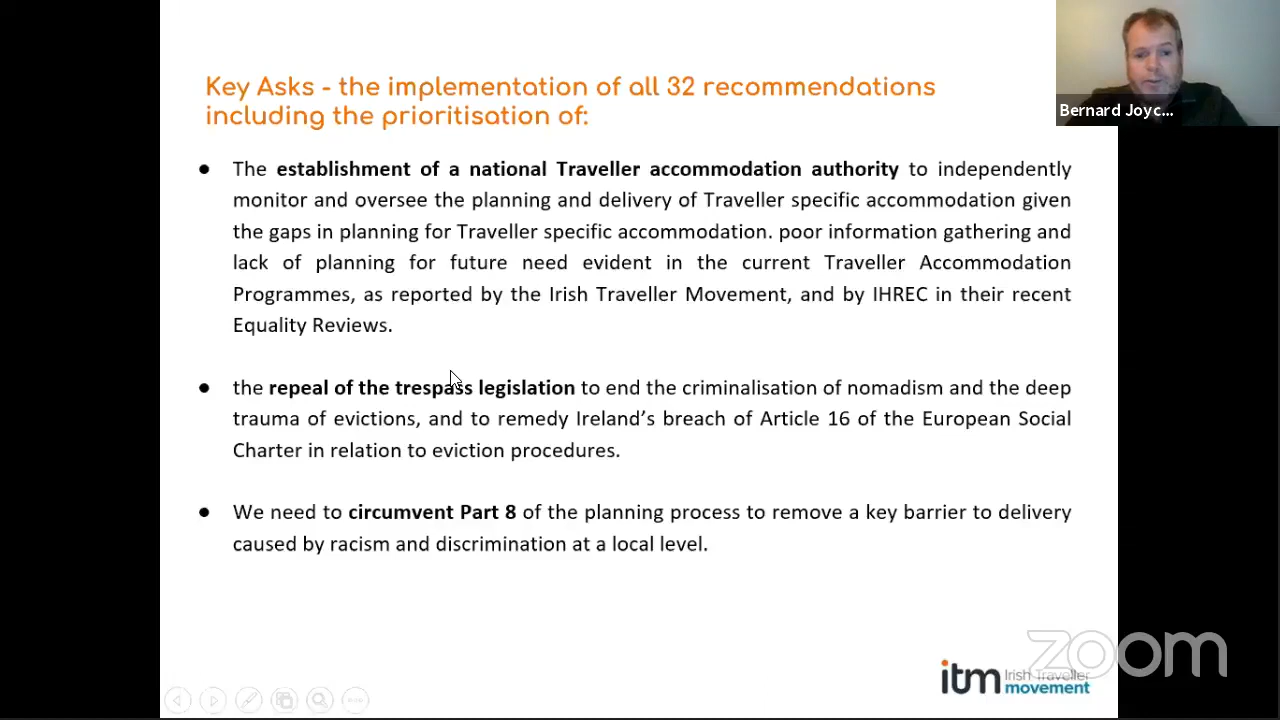 Key Asks - the implementation of all 32 recommendations
including the prioritisation of:
Bernard Joyc...
● The establishment of a national Traveller accommodation authority to independently
monitor and oversee the planning and delivery of Traveller specific accommodation given
the gaps in planning for Traveller specific accommodation. poor information gathering and
lack of planning for future need evident in the current Traveller Accommodation
Programmes, as reported by the Irish Traveller Movement, and by IHREC in their recent
Equality Reviews.
● the repeal of the trespass legislation to end the criminalisation of nomadism and the deep
trauma of evictions, and to remedy Ireland’s breach of Article 16 of the European Social
Charter in relation to eviction procedures.
● We need to circumvent Part 8 of the planning process to remove a key barrier to delivery
caused by racism and discrimination at a local level.
zoom
itm Irish Traveller
movement